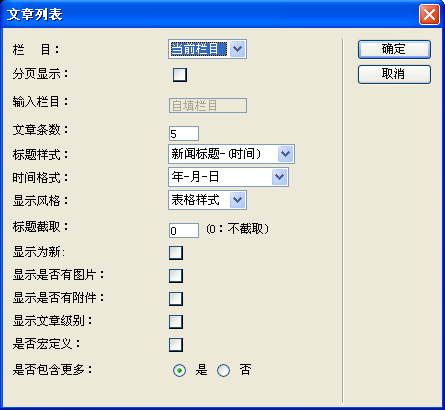 文章列表
栏 目： 当前栏目 确定
分页显示： 取消
输入栏目： 自填栏目
文章条数： 5
标题样式： 新闻标题-(时间)
时间格式： 年-月-日
显示风格： 表格样式
标题截取： 0 (0：不截取)
显示为新:
显示是否有图片：
显示是否有附件：
显示文章级别：
是否宏定义：
是否包含更多： 是 否